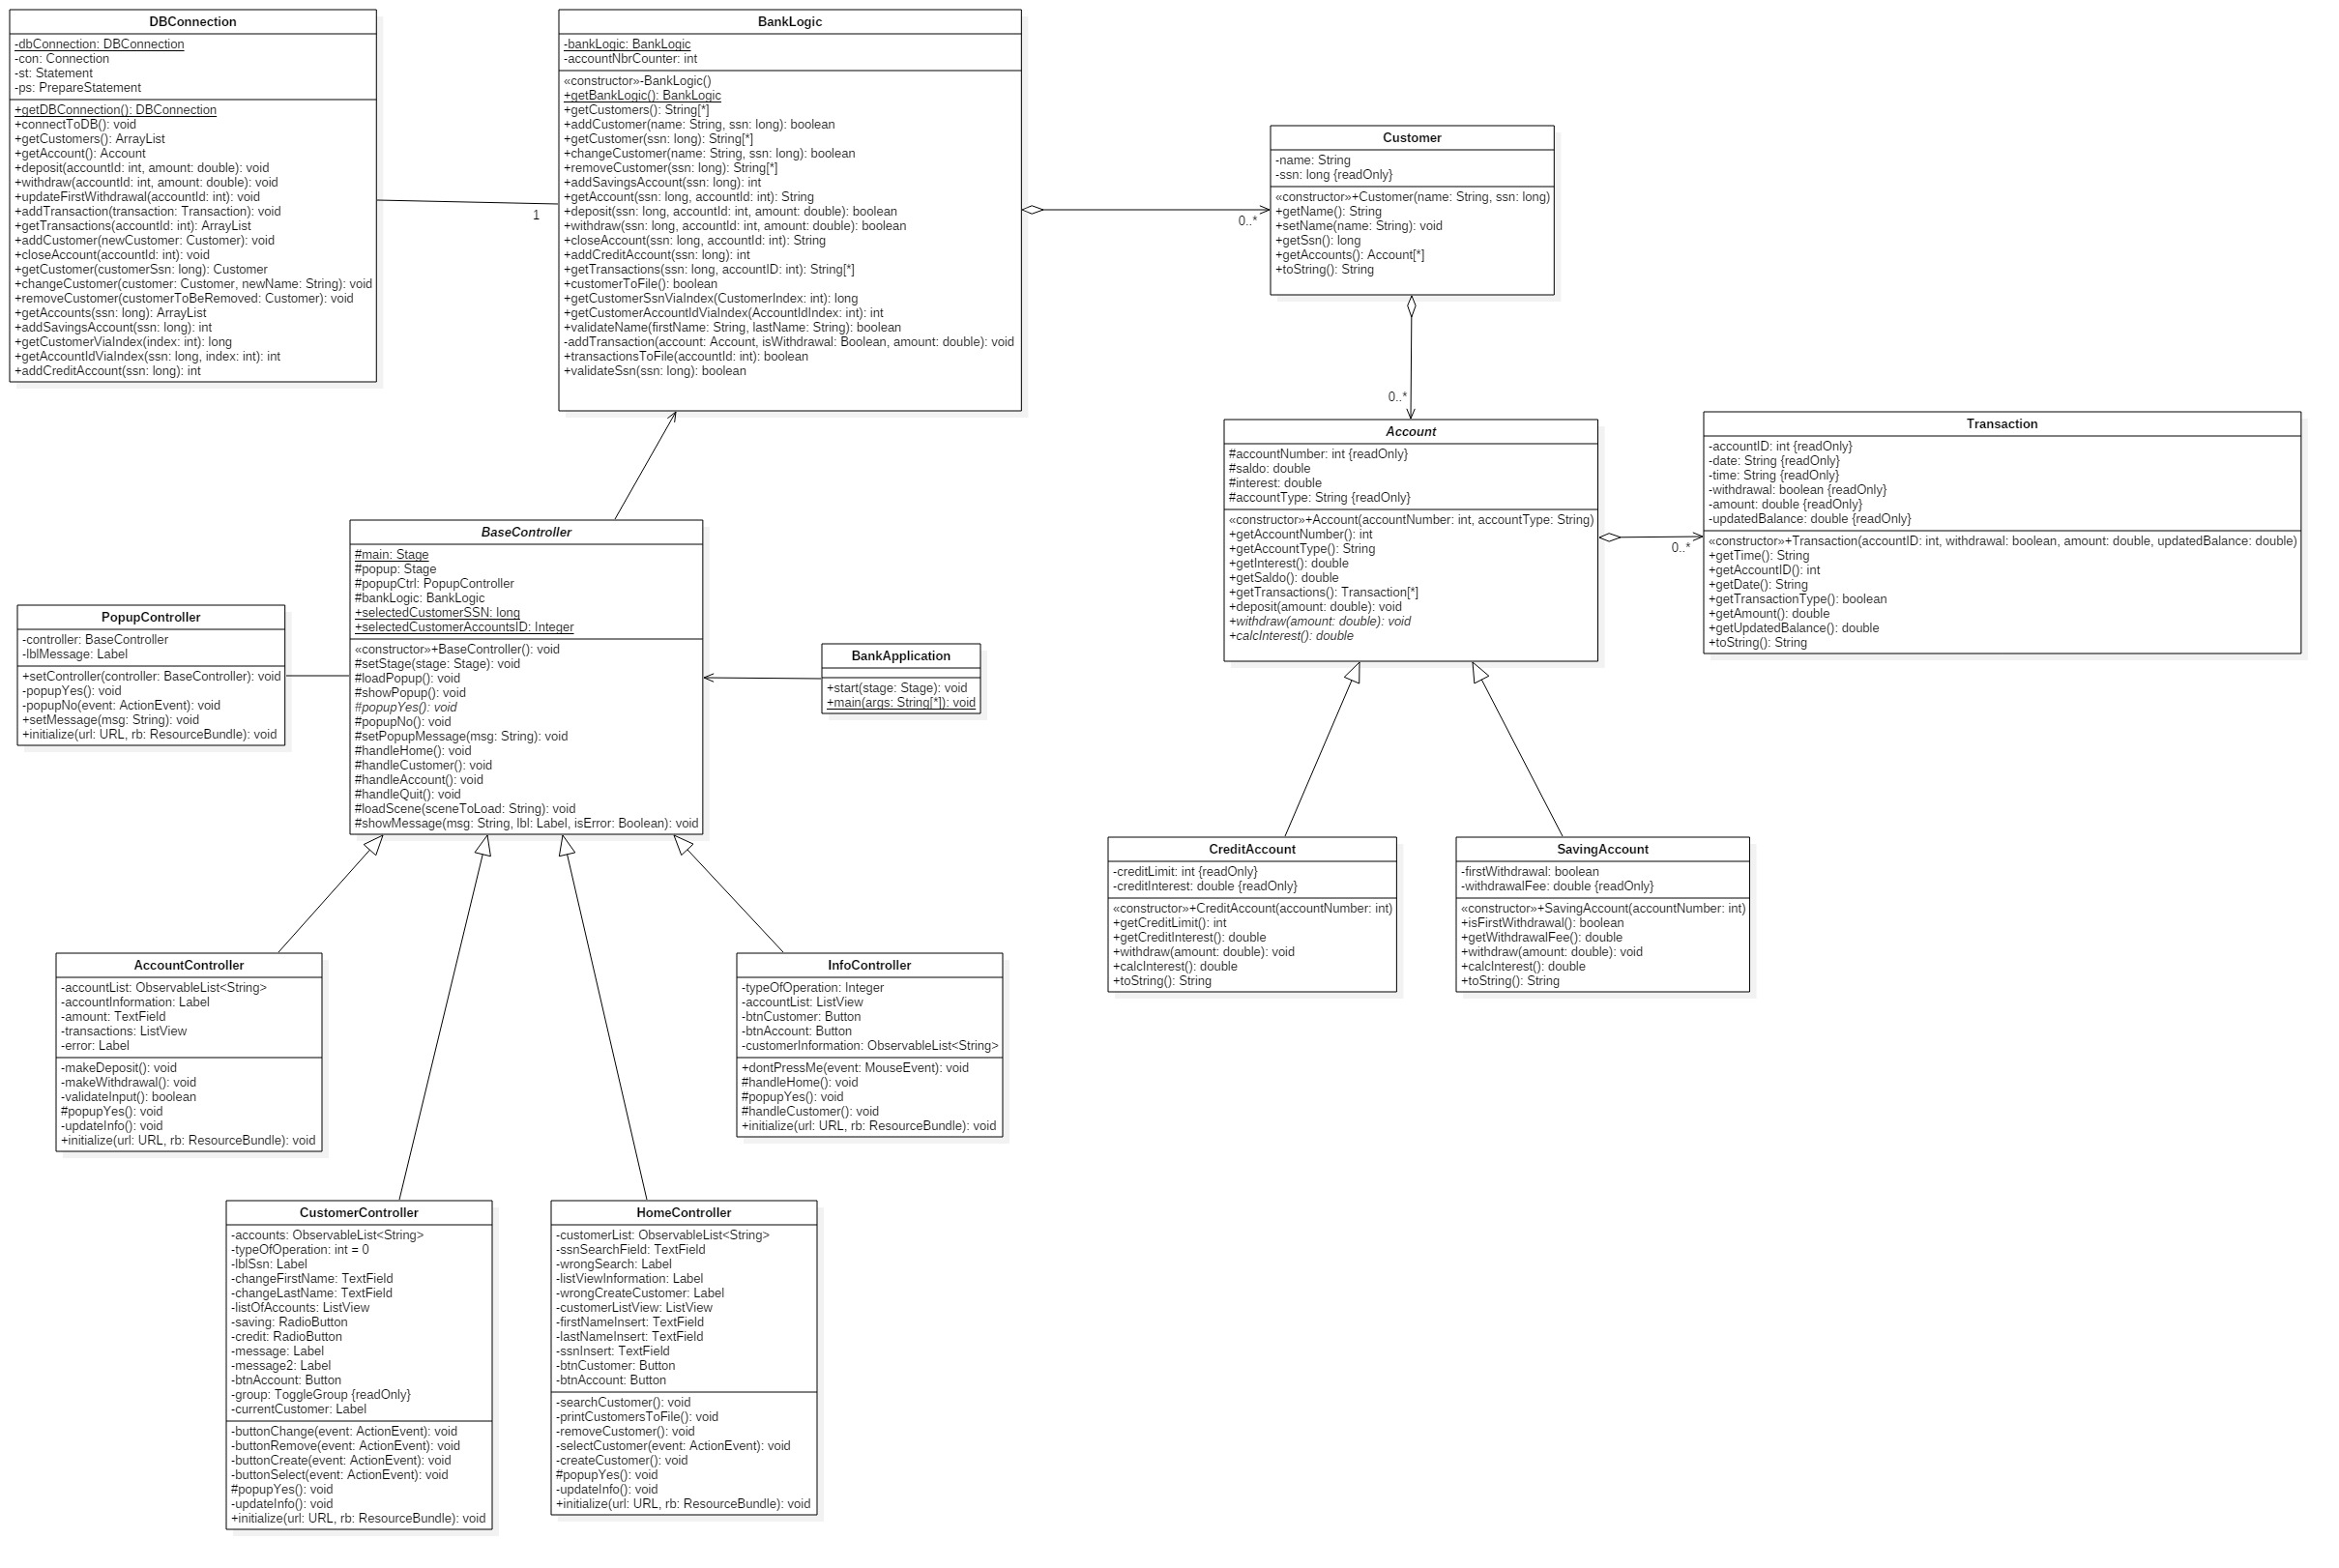 DBConnection
-dbConnection: DBConnection
-con: Connection
-st: Statement
-ps: PrepareStatement
+getDBConnection(): DBConnection
+connectToDB(): void
+getCustomers(): ArrayList
+getAccount(): Account
+deposit(accountId: int, amount: double): void
+withdraw(accountId: int, amount: double): void
+updateFirstWithdrawal(accountId: int): void
+addTransaction(transaction: Transaction): void
+getTransactions(accountId: int): ArrayList
+addCustomer(newCustomer: Customer): void
+closeAccount(accountId: int): void
+getCustomer(customerSsn: long): Customer
+changeCustomer(customer: Customer, newName: String): void
+removeCustomer(customerToBeRemoved: Customer): void
+getAccounts(ssn: long): ArrayList
+addSavingsAccount(ssn: long): int
+getCustomerViaIndex(index: int): long
+getAccountIdViaIndex(ssn: long, index: int): int
+addCreditAccount(ssn: long): int
1
BankLogic
-bankLogic: BankLogic
-accountNbrCounter: int
«constructor»-BankLogic()
+getBankLogic(): BankLogic
+getCustomers(): String[*]
+addCustomer(name: String, ssn: long): boolean
+getCustomer(ssn: long): String[*]
+changeCustomer(name: String, ssn: long): boolean
+removeCustomer(ssn: long): String[*]
+addSavingsAccount(ssn: long): int
+getAccount(ssn: long, accountId: int): String
+deposit(ssn: long, accountId: int, amount: double): boolean
+withdraw(ssn: long, accountId: int, amount: double): boolean
+closeAccount(ssn: long, accountId: int): String
+addCreditAccount(ssn: long): int
+getTransactions(ssn: long, accountID: int): String[*]
+customerToFile(): boolean
+getCustomerSsnViaIndex(CustomerIndex: int): long
+getCustomerAccountIdViaIndex(AccountIdIndex: int): int
+validateName(firstName: String, lastName: String): boolean
-addTransaction(account: Account, isWithdrawal: Boolean, amount: double): void
+transactionsToFile(accountId: int): boolean
+validateSsn(ssn: long): boolean
0..*
Customer
-name: String
-ssn: long {readOnly}
«constructor»+Customer(name: String, ssn: long)
+getName(): String
+setName(name: String): void
+getSsn(): long
+getAccounts(): Account[*]
+toString(): String
0..*
Account
#accountNumber: int {readOnly}
#saldo: double
#interest: double
#accountType: String {readOnly}
«constructor»+Account(accountNumber: int, accountType: String)
+getAccountNumber(): int
+getAccountType(): String
+getInterest(): double
+getSaldo(): double
+getTransactions(): Transaction[*]
+deposit(amount: double): void
+withdraw(amount: double): void
+calcInterest(): double
0..*
Transaction
-accountID: int {readOnly}
-date: String {readOnly}
-time: String {readOnly}
-withdrawal: boolean {readOnly}
-amount: double {readOnly}
-updatedBalance: double {readOnly}
«constructor»+Transaction(accountID: int, withdrawal: boolean, amount: double, updatedBalance: double)
+getTime(): String
+getAccountID(): int
+getDate(): String
+getTransactionType(): boolean
+getAmount(): double
+getUpdatedBalance(): double
+toString(): String
BaseController
#main: Stage
#popup: Stage
#popupCtrl: PopupController
#bankLogic: BankLogic
+selectedCustomerSSN: long
+selectedCustomerAccountsID: Integer
«constructor»+BaseController(): void
#setStage(stage: Stage): void
#loadPopup(): void
#showPopup(): void
#popupYes(): void
#popupNo(): void
#setPopupMessage(msg: String): void
#handleHome(): void
#handleCustomer(): void
#handleAccount(): void
#handleQuit(): void
#loadScene(sceneToLoad: String): void
#showMessage(msg: String, lbl: Label, isError: Boolean): void
PopupController
-controller: BaseController
-lblMessage: Label
+setController(controller: BaseController): void
-popupYes(): void
-popupNo(event: ActionEvent): void
+setMessage(msg: String): void
+initialize(url: URL, rb: ResourceBundle): void
BankApplication
+start(stage: Stage): void
+main(args: String[*]): void
CreditAccount
-creditLimit: int {readOnly}
-creditInterest: double {readOnly}
«constructor»+CreditAccount(accountNumber: int)
+getCreditLimit(): int
+getCreditInterest(): double
+withdraw(amount: double): void
+calcInterest(): double
+toString(): String
SavingAccount
-firstWithdrawal: boolean
-withdrawalFee: double {readOnly}
«constructor»+SavingAccount(accountNumber: int)
+isFirstWithdrawal(): boolean
+getWithdrawalFee(): double
+withdraw(amount: double): void
+calcInterest(): double
+toString(): String
AccountController
-accountList: ObservableList<String>
-accountInformation: Label
-amount: TextField
-transactions: ListView
-error: Label
-makeDeposit(): void
-makeWithdrawal(): void
-validateInput(): boolean
#popupYes(): void
-updateInfo(): void
+initialize(url: URL, rb: ResourceBundle): void
InfoController
-typeOfOperation: Integer
-accountList: ListView
-btnCustomer: Button
-btnAccount: Button
-customerInformation: ObservableList<String>
+dontPressMe(event: MouseEvent): void
#handleHome(): void
#popupYes(): void
#handleCustomer(): void
+initialize(url: URL, rb: ResourceBundle): void
CustomerController
-accounts: ObservableList<String>
-typeOfOperation: int = 0
-lblSsn: Label
-changeFirstName: TextField
-changeLastName: TextField
-listOfAccounts: ListView
-saving: RadioButton
-credit: RadioButton
-message: Label
-message2: Label
-btnAccount: Button
-group: ToggleGroup {readOnly}
-currentCustomer: Label
-buttonChange(event: ActionEvent): void
-buttonRemove(event: ActionEvent): void
-buttonCreate(event: ActionEvent): void
-buttonSelect(event: ActionEvent): void
#popupYes(): void
-updateInfo(): void
+initialize(url: URL, rb: ResourceBundle): void
HomeController
-customerList: ObservableList<String>
-ssnSearchField: TextField
-wrongSearch: Label
-listViewInformation: Label
-wrongCreateCustomer: Label
-customerListView: ListView
-firstNameInsert: TextField
-lastNameInsert: TextField
-ssnInsert: TextField
-btnCustomer: Button
-btnAccount: Button
-searchCustomer(): void
-printCustomersToFile(): void
-removeCustomer(): void
-selectCustomer(event: ActionEvent): void
-createCustomer(): void
#popupYes(): void
-updateInfo(): void
+initialize(url: URL, rb: ResourceBundle): void